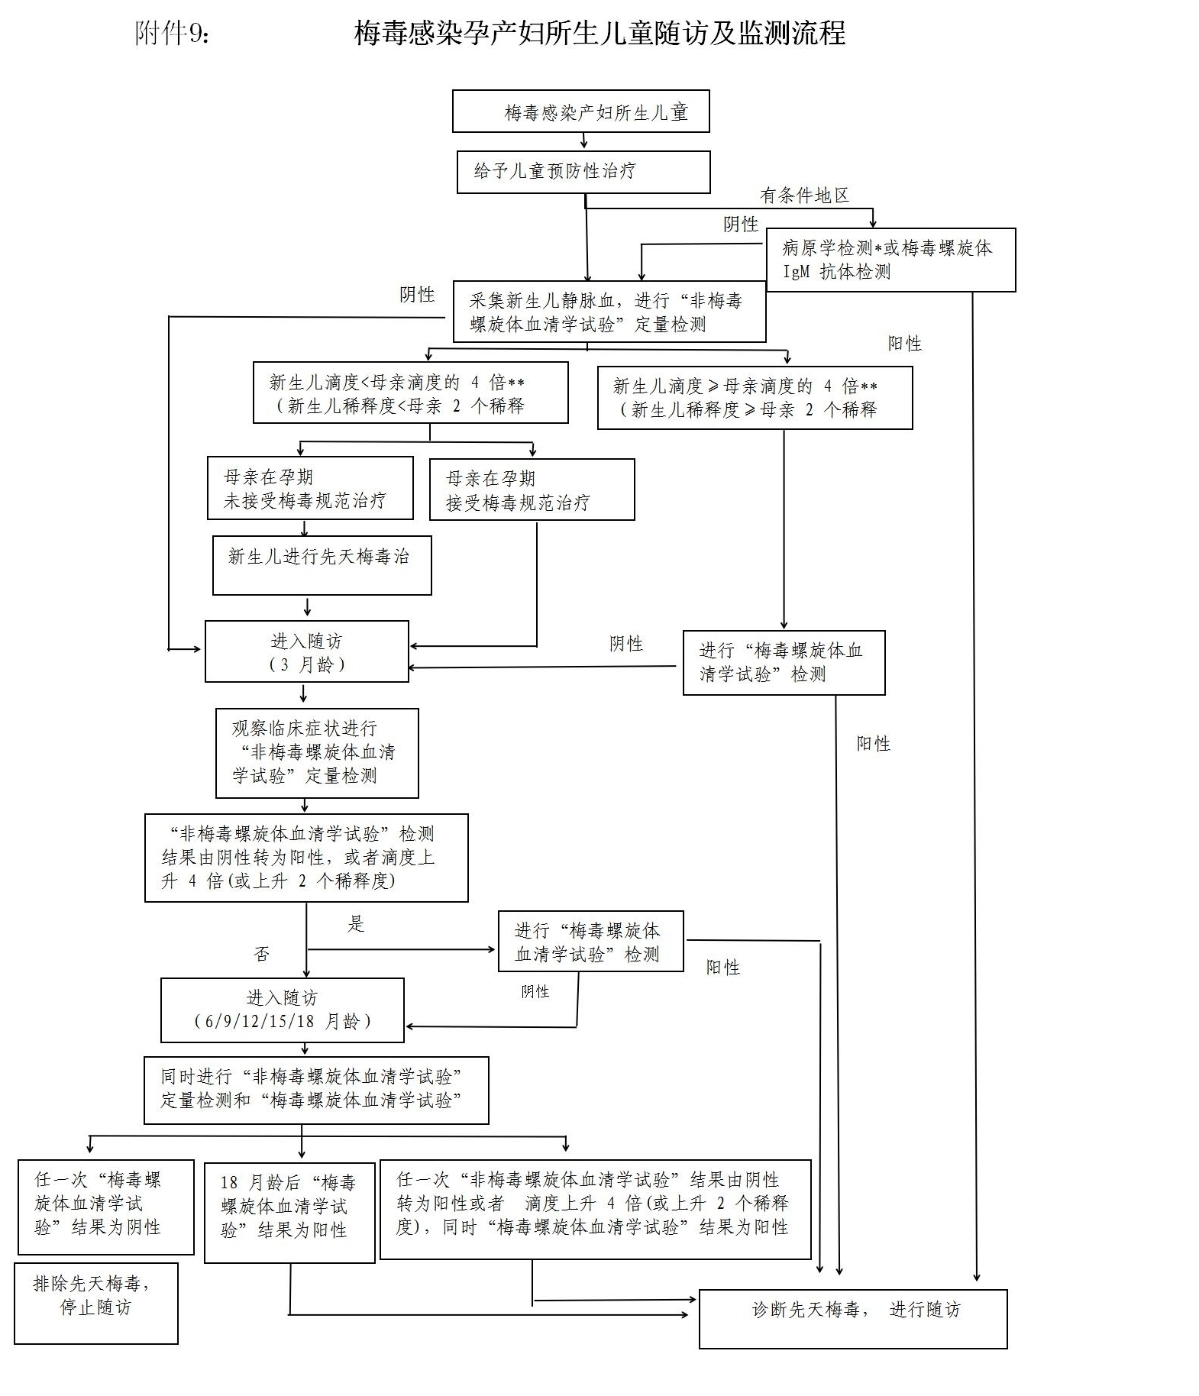 附件9: 梅毒感染孕产妇所生儿童随访及监测流程
梅毒感染产妇所生儿童
给予儿童预防性治疗
有条件地区
阴性
病原学检测*或梅毒螺旋体
IgM 抗体检测
阴性
采集新生儿静脉血, 进行“非梅毒
螺旋体血清学试验”定量检测
阳性
新生儿滴度<母亲滴度的 4 倍**
(新生儿稀释度<母亲 2 个稀释
新生儿滴度≥母亲滴度的 4 倍**
(新生儿稀释度≥母亲 2 个稀释
母亲在孕期
未接受梅毒规范治疗
母亲在孕期
接受梅毒规范治疗
新生儿进行先天梅毒治
进入随访
(3 月龄)
阴性
进行“梅毒螺旋体血
清学试验”检测
观察临床症状进行
“非梅毒螺旋体血清
学试验”定量检测
阳性
“非梅毒螺旋体血清学试验”检测
结果由阴性转为阳性, 或者滴度上
升 4 倍(或上升 2 个稀释度)
是
否
进行“梅毒螺旋体
血清学试验”检测
阳性
阴性
进入随访
(6/9/12/15/18 月龄)
同时进行“非梅毒螺旋体血清学试验”
定量检测和“梅毒螺旋体血清学试验”
任一次“梅毒螺
旋体血清学试
验”结果为阴性
18 月龄后“梅毒
螺旋体血清学试
验”结果为阳性
任一次“非梅毒螺旋体血清学试验”结果由阴性
转为阳性或者 滴度上升 4 倍(或上升 2 个稀释
度), 同时“梅毒螺旋体血清学试验”结果为阳性
排除先天梅毒,
停止随访
诊断先天梅毒, 进行随访